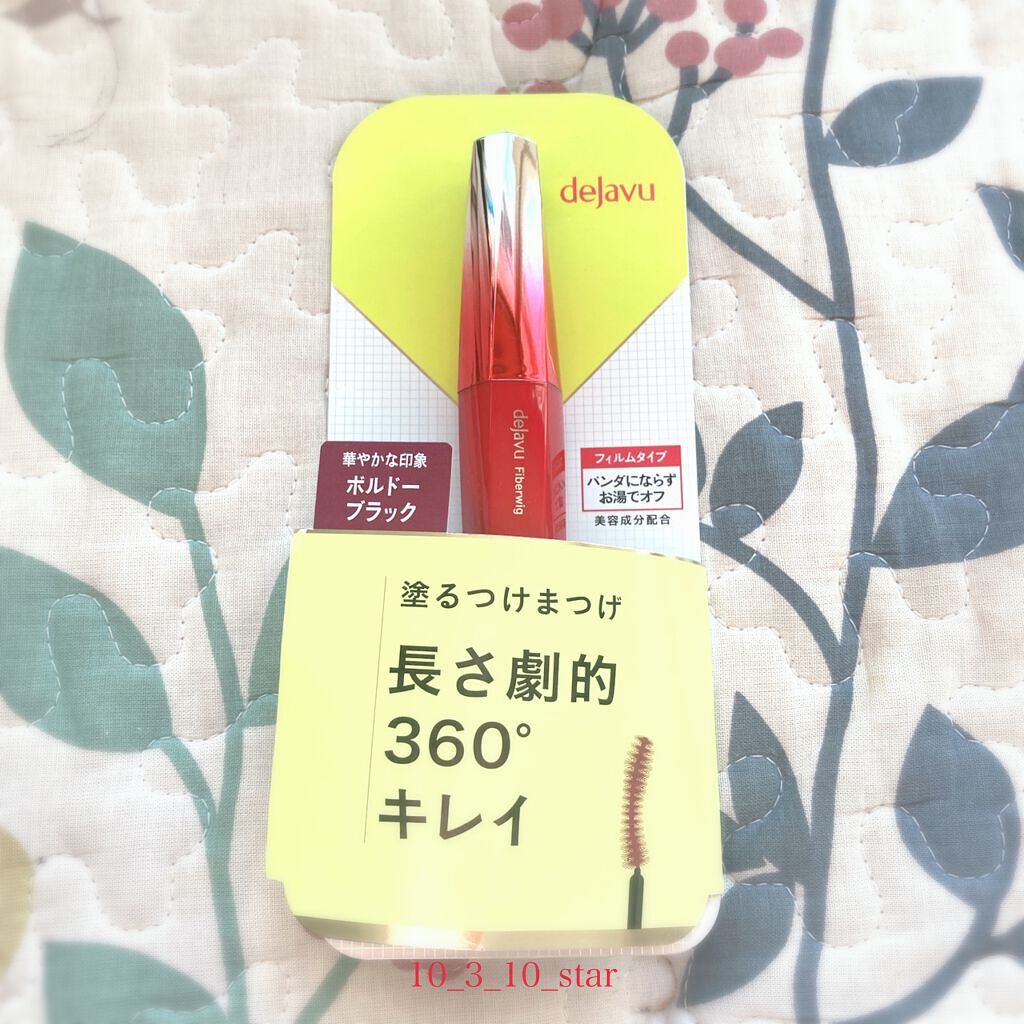 dejavu
dejavu Fiberwig
華やかな印象
ボルドー
ブラック
フィルムタイプ
パンダにならず
お湯でオフ
美容成分配合
塗るつけまつげ
長さ劇的
360°
キレイ
10_3_10_star